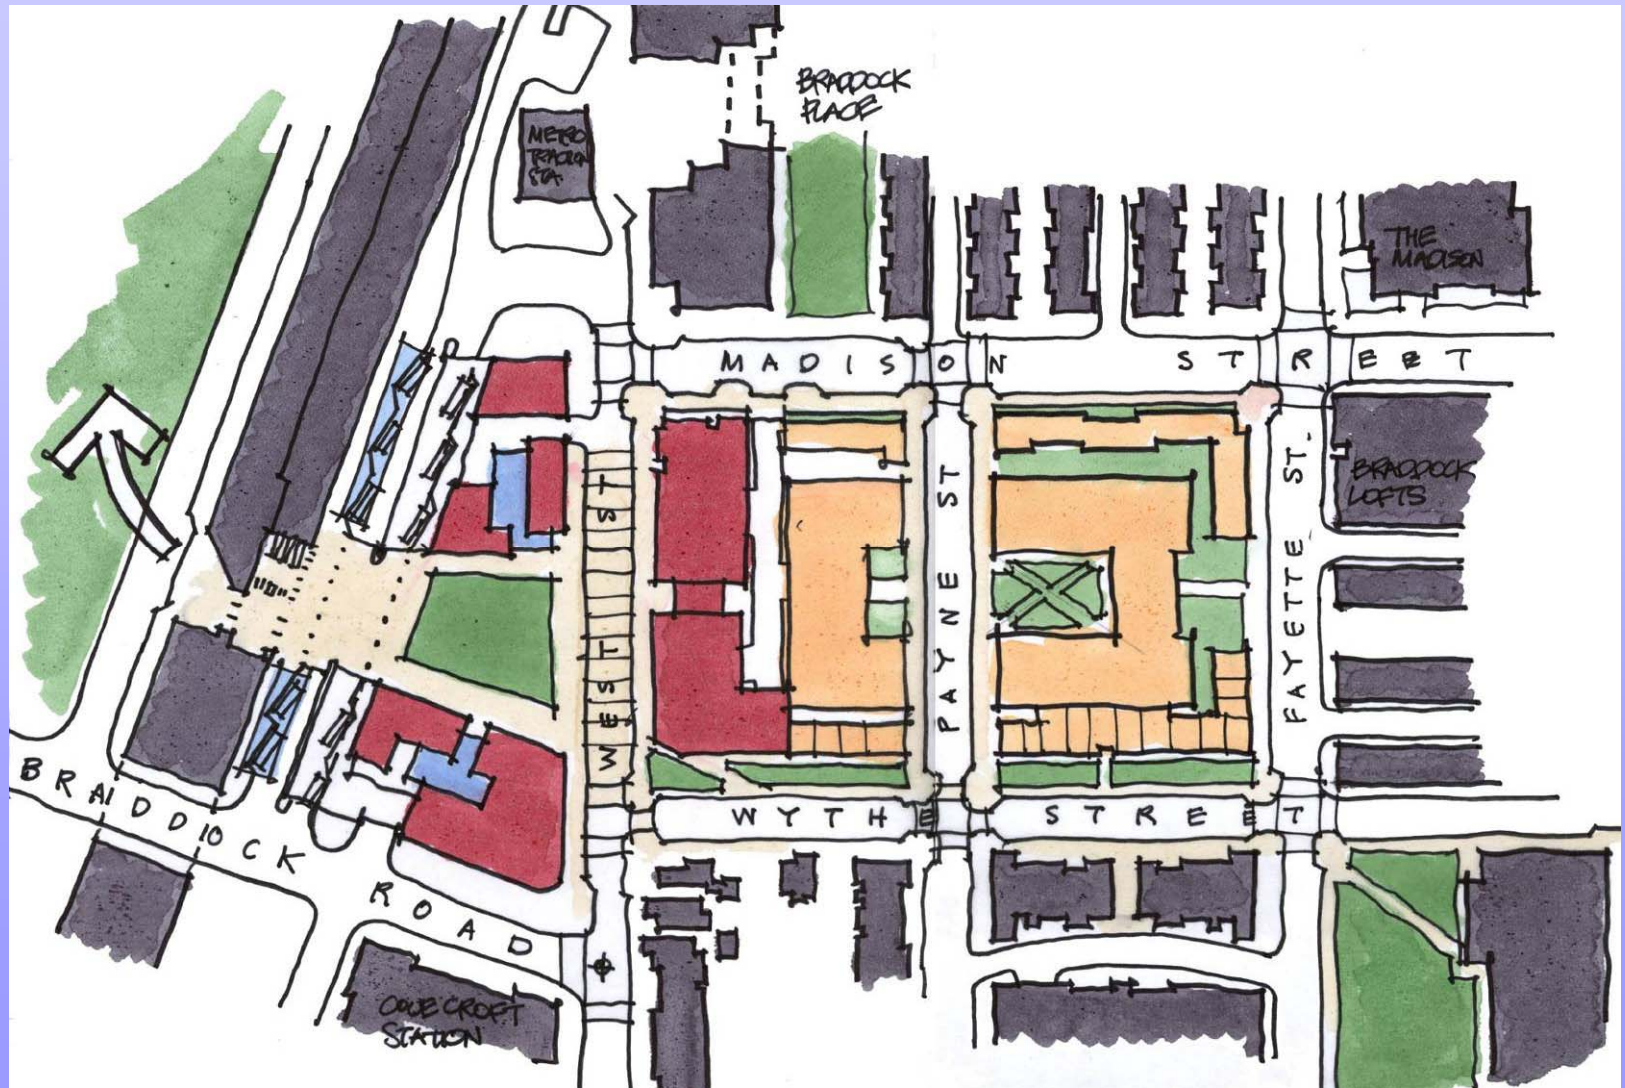 BRADDOCK
PLACE
METRO
TRACTION
STA.
THE
MADISON
MADISON STREET
BRADDOCK
LOFTS
WEST ST
PAYNE ST
FAYETTE ST.
WYTHE STREET
BRADDOCK ROAD
STATION